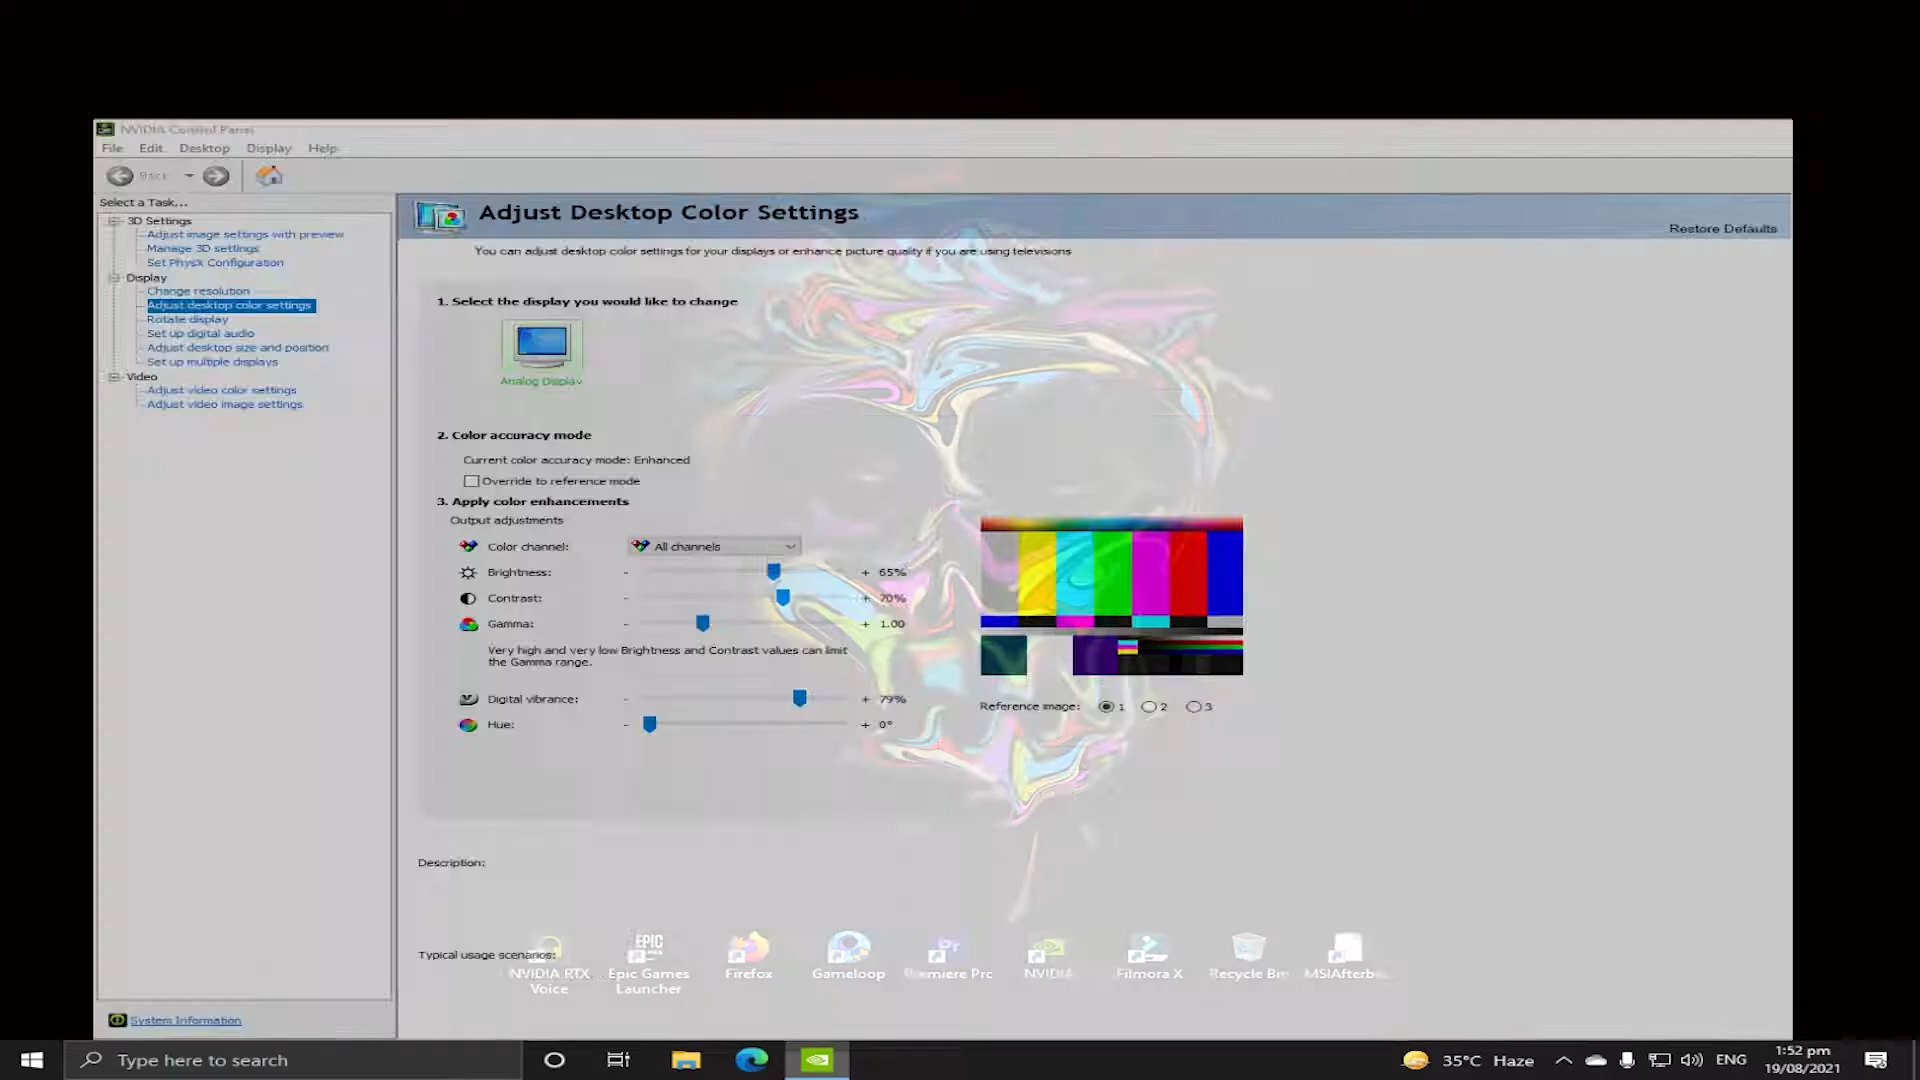 NVIDIA Control Panel
File Edit Desktop Display Help
Back
Select a Task...
3D Settings
Adjust image settings with preview
Manage 3D settings
Set PhysX Configuration
Display
Change resolution
Adjust desktop color settings
Rotate display
Set up digital audio
Adjust desktop size and position
Set up multiple displays
Video
Adjust video color settings
Adjust video image settings
System Information
Adjust Desktop Color Settings
Restore Defaults
You can adjust desktop color settings for your displays or enhance picture quality if you are using televisions
1. Select the display you would like to change
Analog Display
2. Color accuracy mode
Current color accuracy mode: Enhanced
Override to reference mode
3. Apply color enhancements
Output adjustments
Color channel: All channels
Brightness: - + 65%
Contrast: - + 70%
Gamma: - + 1.00
Very high and very low Brightness and Contrast values can limit
the Gamma range.
Digital vibrance: - + 79%
Hue: - + 0°
Reference image: 1 2 3
Description:
Typical usage scenarios:
EPIC
GAMES
Pr
NVIDIA RTX
Voice
Epic Games
Launcher
Firefox
Gameloop
Premiere Prc
NVIDIA
Filmora X
Recycle Bin
MSIAfterb...
Type here to search
35°C Haze
ENG
1:52 pm
19/08/2021